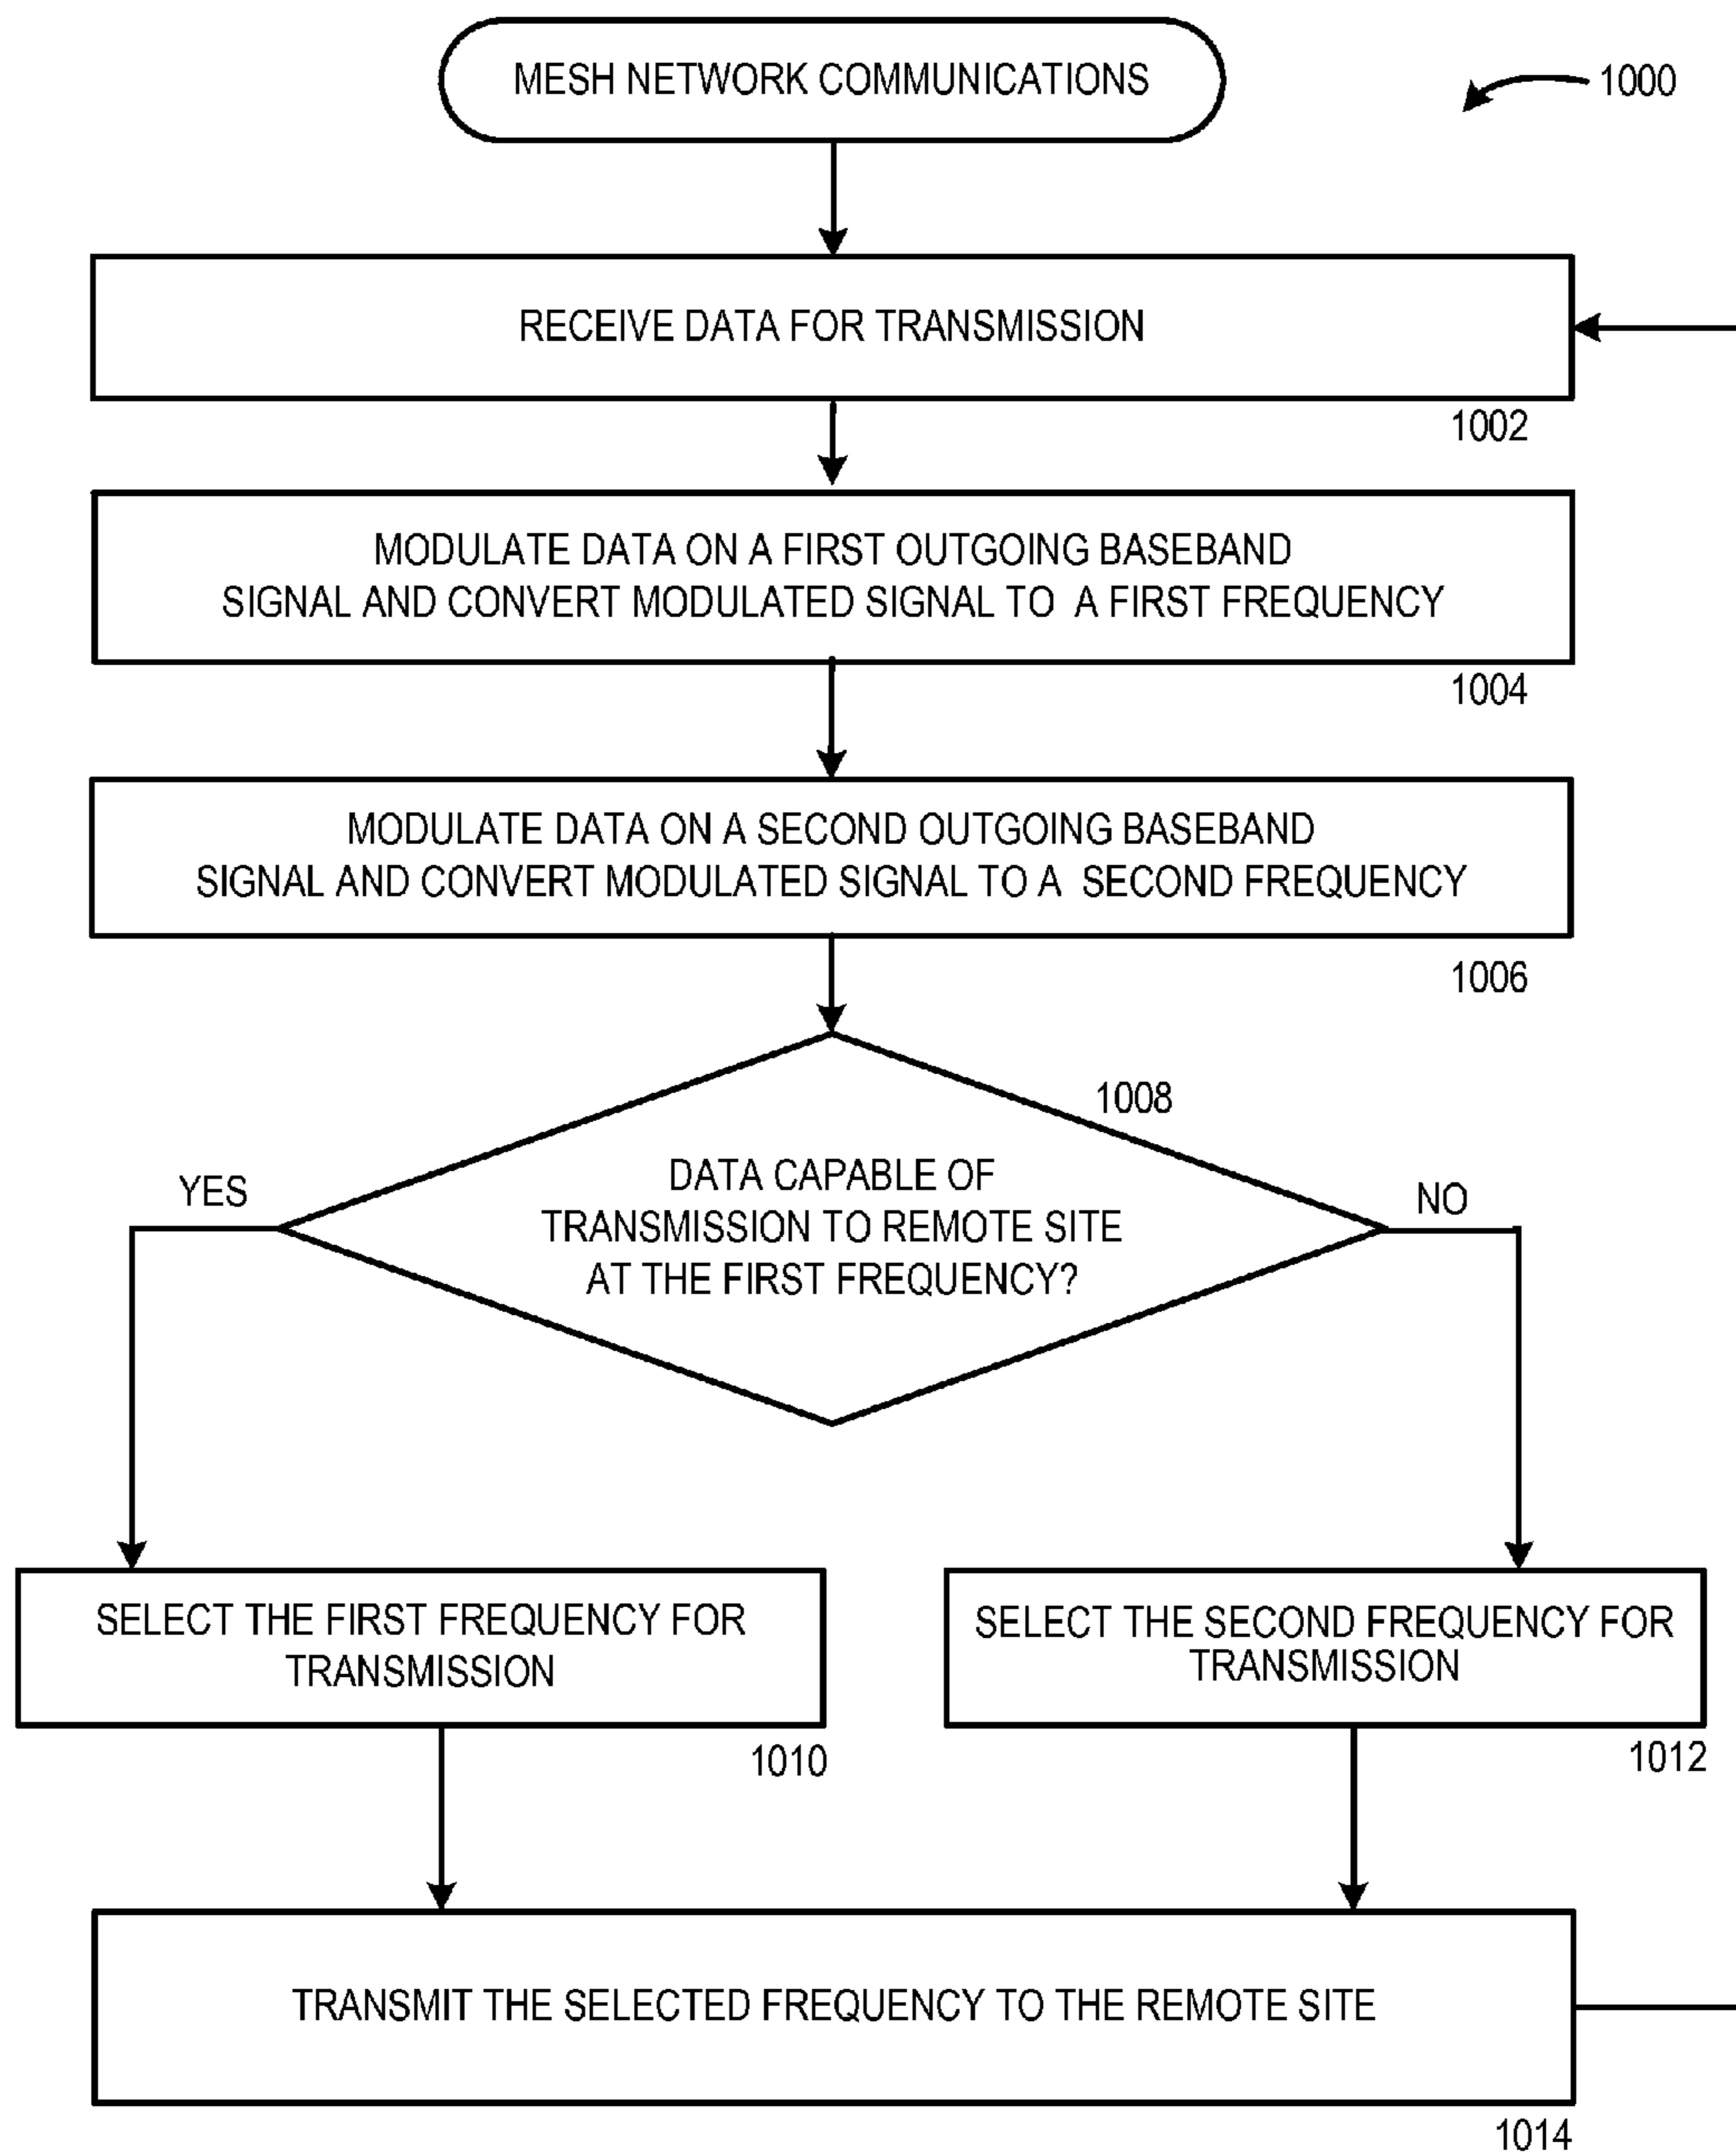 MESH NETWORK COMMUNICATIONS
1000
RECEIVE DATA FOR TRANSMISSION
1002
MODULATE DATA ON A FIRST OUTGOING BASEBAND
SIGNAL AND CONVERT MODULATED SIGNAL TO A FIRST FREQUENCY
1004
MODULATE DATA ON A SECOND OUTGOING BASEBAND
SIGNAL AND CONVERT MODULATED SIGNAL TO A SECOND FREQUENCY
1006
1008
DATA CAPABLE OF
TRANSMISSION TO REMOTE SITE
AT THE FIRST FREQUENCY?
YES
NO
SELECT THE FIRST FREQUENCY FOR
TRANSMISSION
1010
SELECT THE SECOND FREQUENCY FOR
TRANSMISSION
1012
TRANSMIT THE SELECTED FREQUENCY TO THE REMOTE SITE
1014